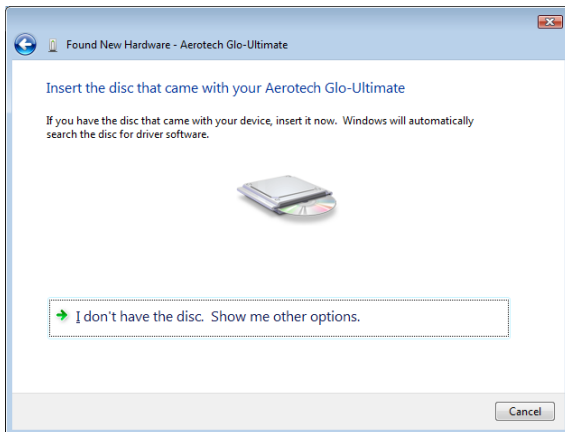 Found New Hardware - Aerotech Glo-Ultimate
Insert the disc that came with your Aerotech Glo-Ultimate
If you have the disc that came with your device, insert it now. Windows will automatically
search the disc for driver software.
I don't have the disc. Show me other options.
Cancel